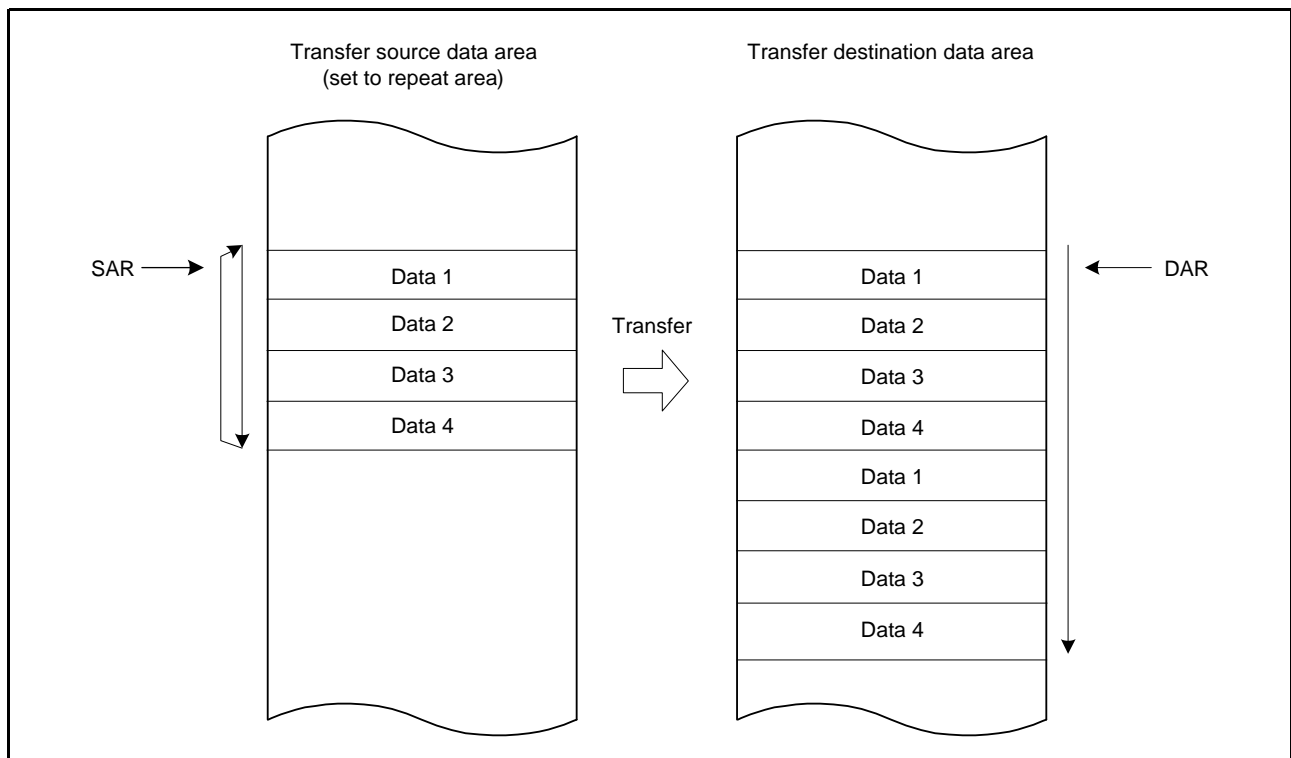 Transfer source data area
(set to repeat area)
Transfer destination data area
SAR
Data 1
Data 2
Data 3
Data 4
Transfer
Data 1
Data 2
Data 3
Data 4
Data 1
Data 2
Data 3
Data 4
DAR